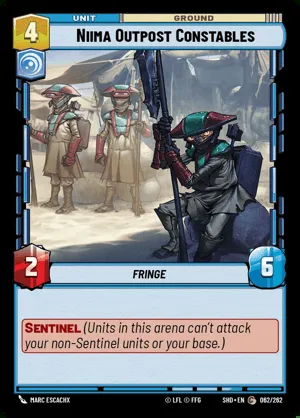 UNIT GROUND
4
NIIMA OUTPOST CONSTABLES
2
6
FRINGE
SENTINEL (Units in this arena can't attack
your non-Sentinel units or your base.)
MARC ESCACHX © LFL © FFG SHD • EN C 062/262